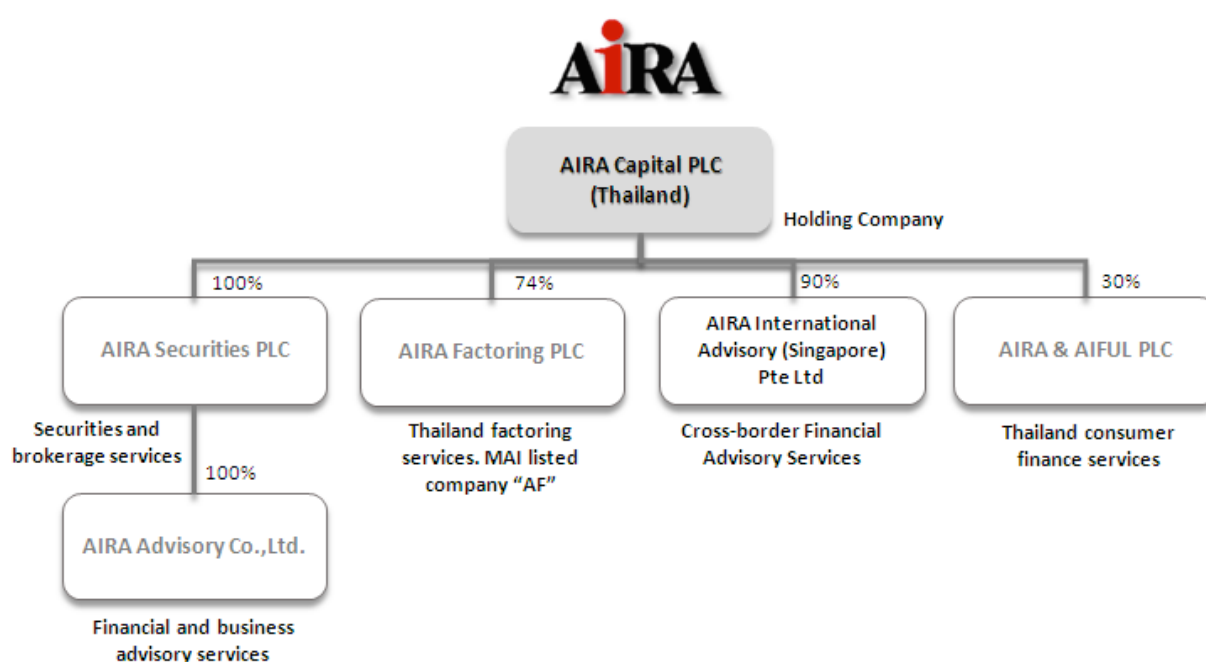 AiRA
AIRA Capital PLC
(Thailand)
Holding Company
100%
74%
90%
30%
AIRA Securities PLC
AIRA Factoring PLC
AIRA International
Advisory (Singapore)
Pte Ltd
AIRA & AIFUL PLC
Securities and
brokerage services
Thailand factoring
services. MAI listed
company “AF”
Cross-border Financial
Advisory Services
Thailand consumer
finance services
100%
AIRA Advisory Co.,Ltd.
Financial and business
advisory services